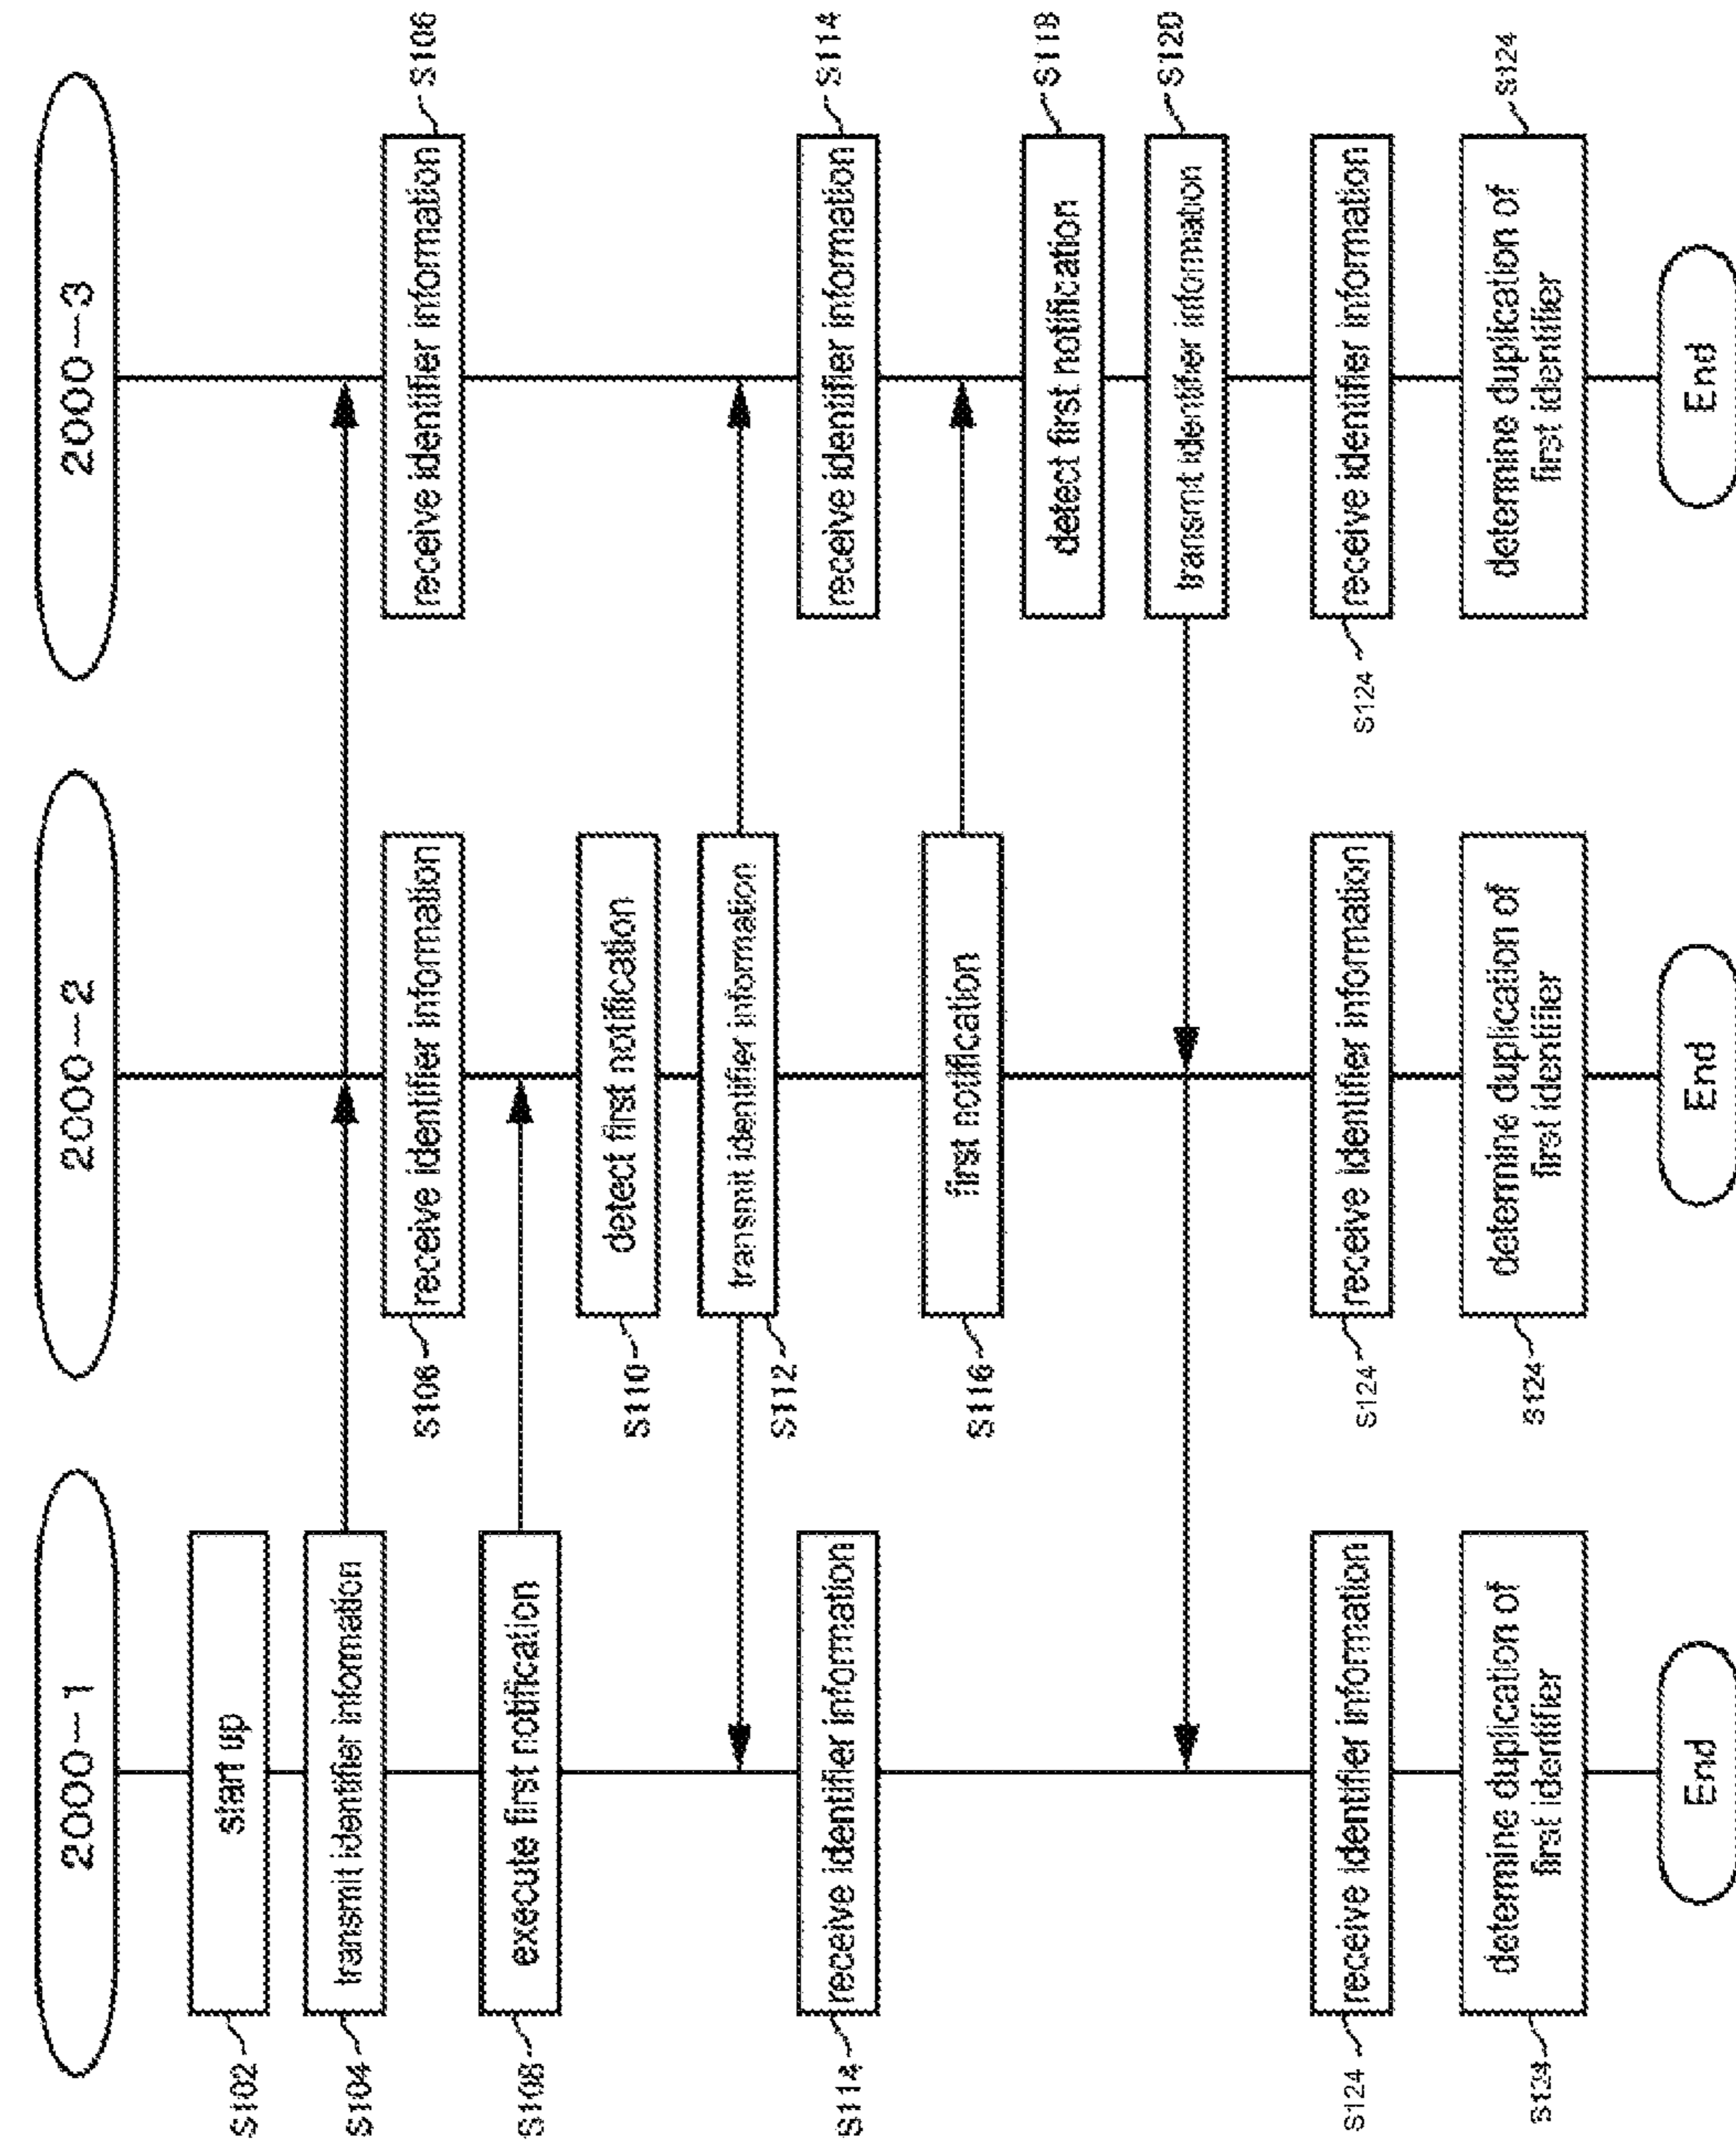 2000-1
2000-2
2000-3
S102
start up
S104
transmit identifier information
S106
receive identifier information
receive identifier information
S106
S108
execute first notification
S110
detect first notification
S112
transmit identifier information
S114
receive identifier information
receive identifier information
S114
S116
first notification
detect first notification
S118
transmt identifier information
S120
S124
receive identifier information
S124
receive identifier information
S124
receive identifier information
S124
determine duplication of
first identifier
S124
determine duplication of
first identifier
determine duplication of
first identifier
S124
End
End
End